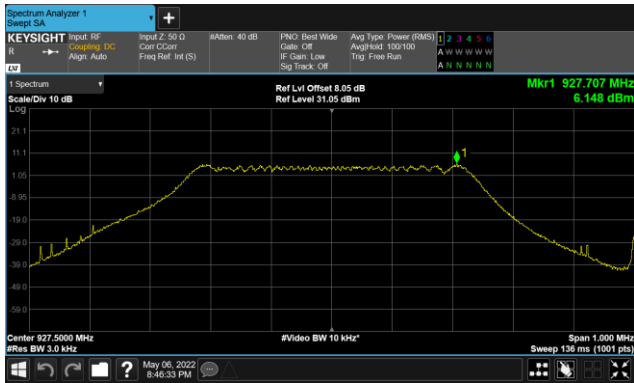 Spectrum Analyzer 1
Swept SA
+
KEYSIGHT Input: RF Input Z: 50 Ω #Atten: 40 dB PNO: Best Wide Avg Type: Power (RMS) 1 2 3 4 5 6
R Coupling: DC Corr CCorr Gate: Off Avg|Hold: 100/100 A W W W W W
Align: Auto Freq Ref: Int (S) IF Gain: Low Trig: Free Run
LXI Sig Track: Off A N N N N N
1 Spectrum Ref Lvl Offset 8.05 dB Mkr1 927.707 MHz
Scale/Div 10 dB Ref Level 31.05 dBm 6.148 dBm
Log
21.1
11.1
1
1.05
-8.95
-19.0
-29.0
-39.0
-59.0
Center 927.5000 MHz #Video BW 10 kHz* Span 1.000 MHz
#Res BW 3.0 kHz Sweep 136 ms (1001 pts)
? May 06, 2022
8:46:33 PM